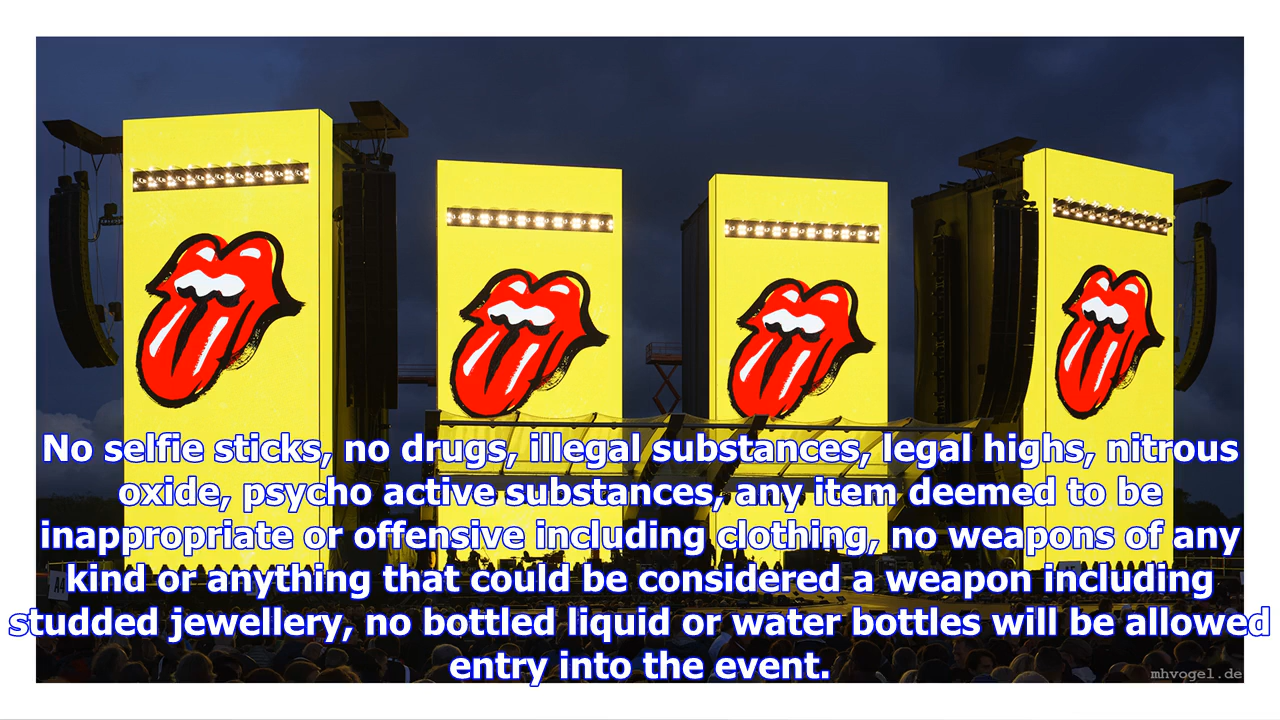 No selfie sticks, no drugs, illegal substances, legal highs, nitrous
oxide, psycho active substances, any item deemed to be
inappropriate or offensive including clothing, no weapons of any
kind or anything that could be considered a weapon including
studded jewellery, no bottled liquid or water bottles will be allowed
entry into the event.
mhvogel.de